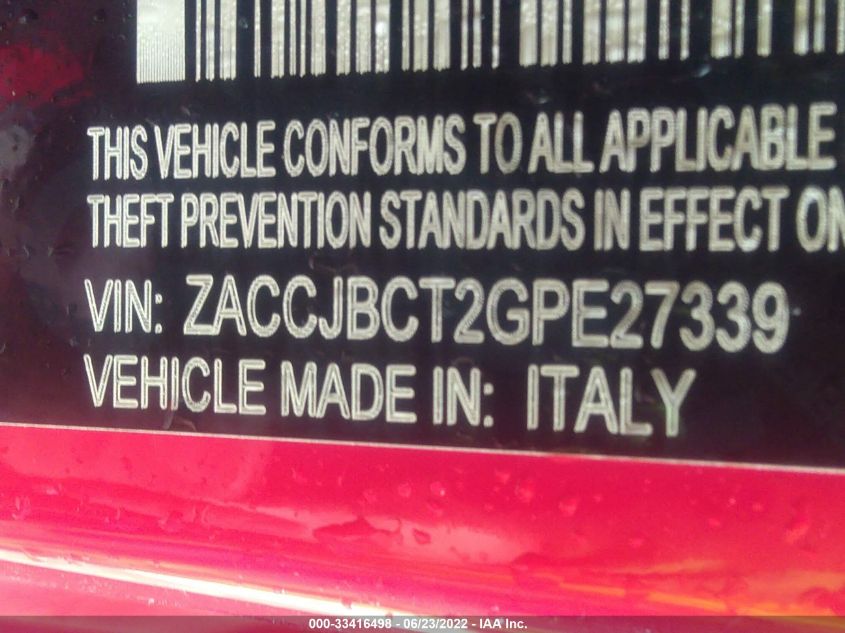 THIS VEHICLE CONFORMS TO ALL APPLICABLE
THEFT PREVENTION STANDARDS IN EFFECT ON
VIN: ZACCJBCT2GPE27339
VEHICLE MADE IN: ITALY
000-33416498 - 06/23/2022 - IAA Inc.